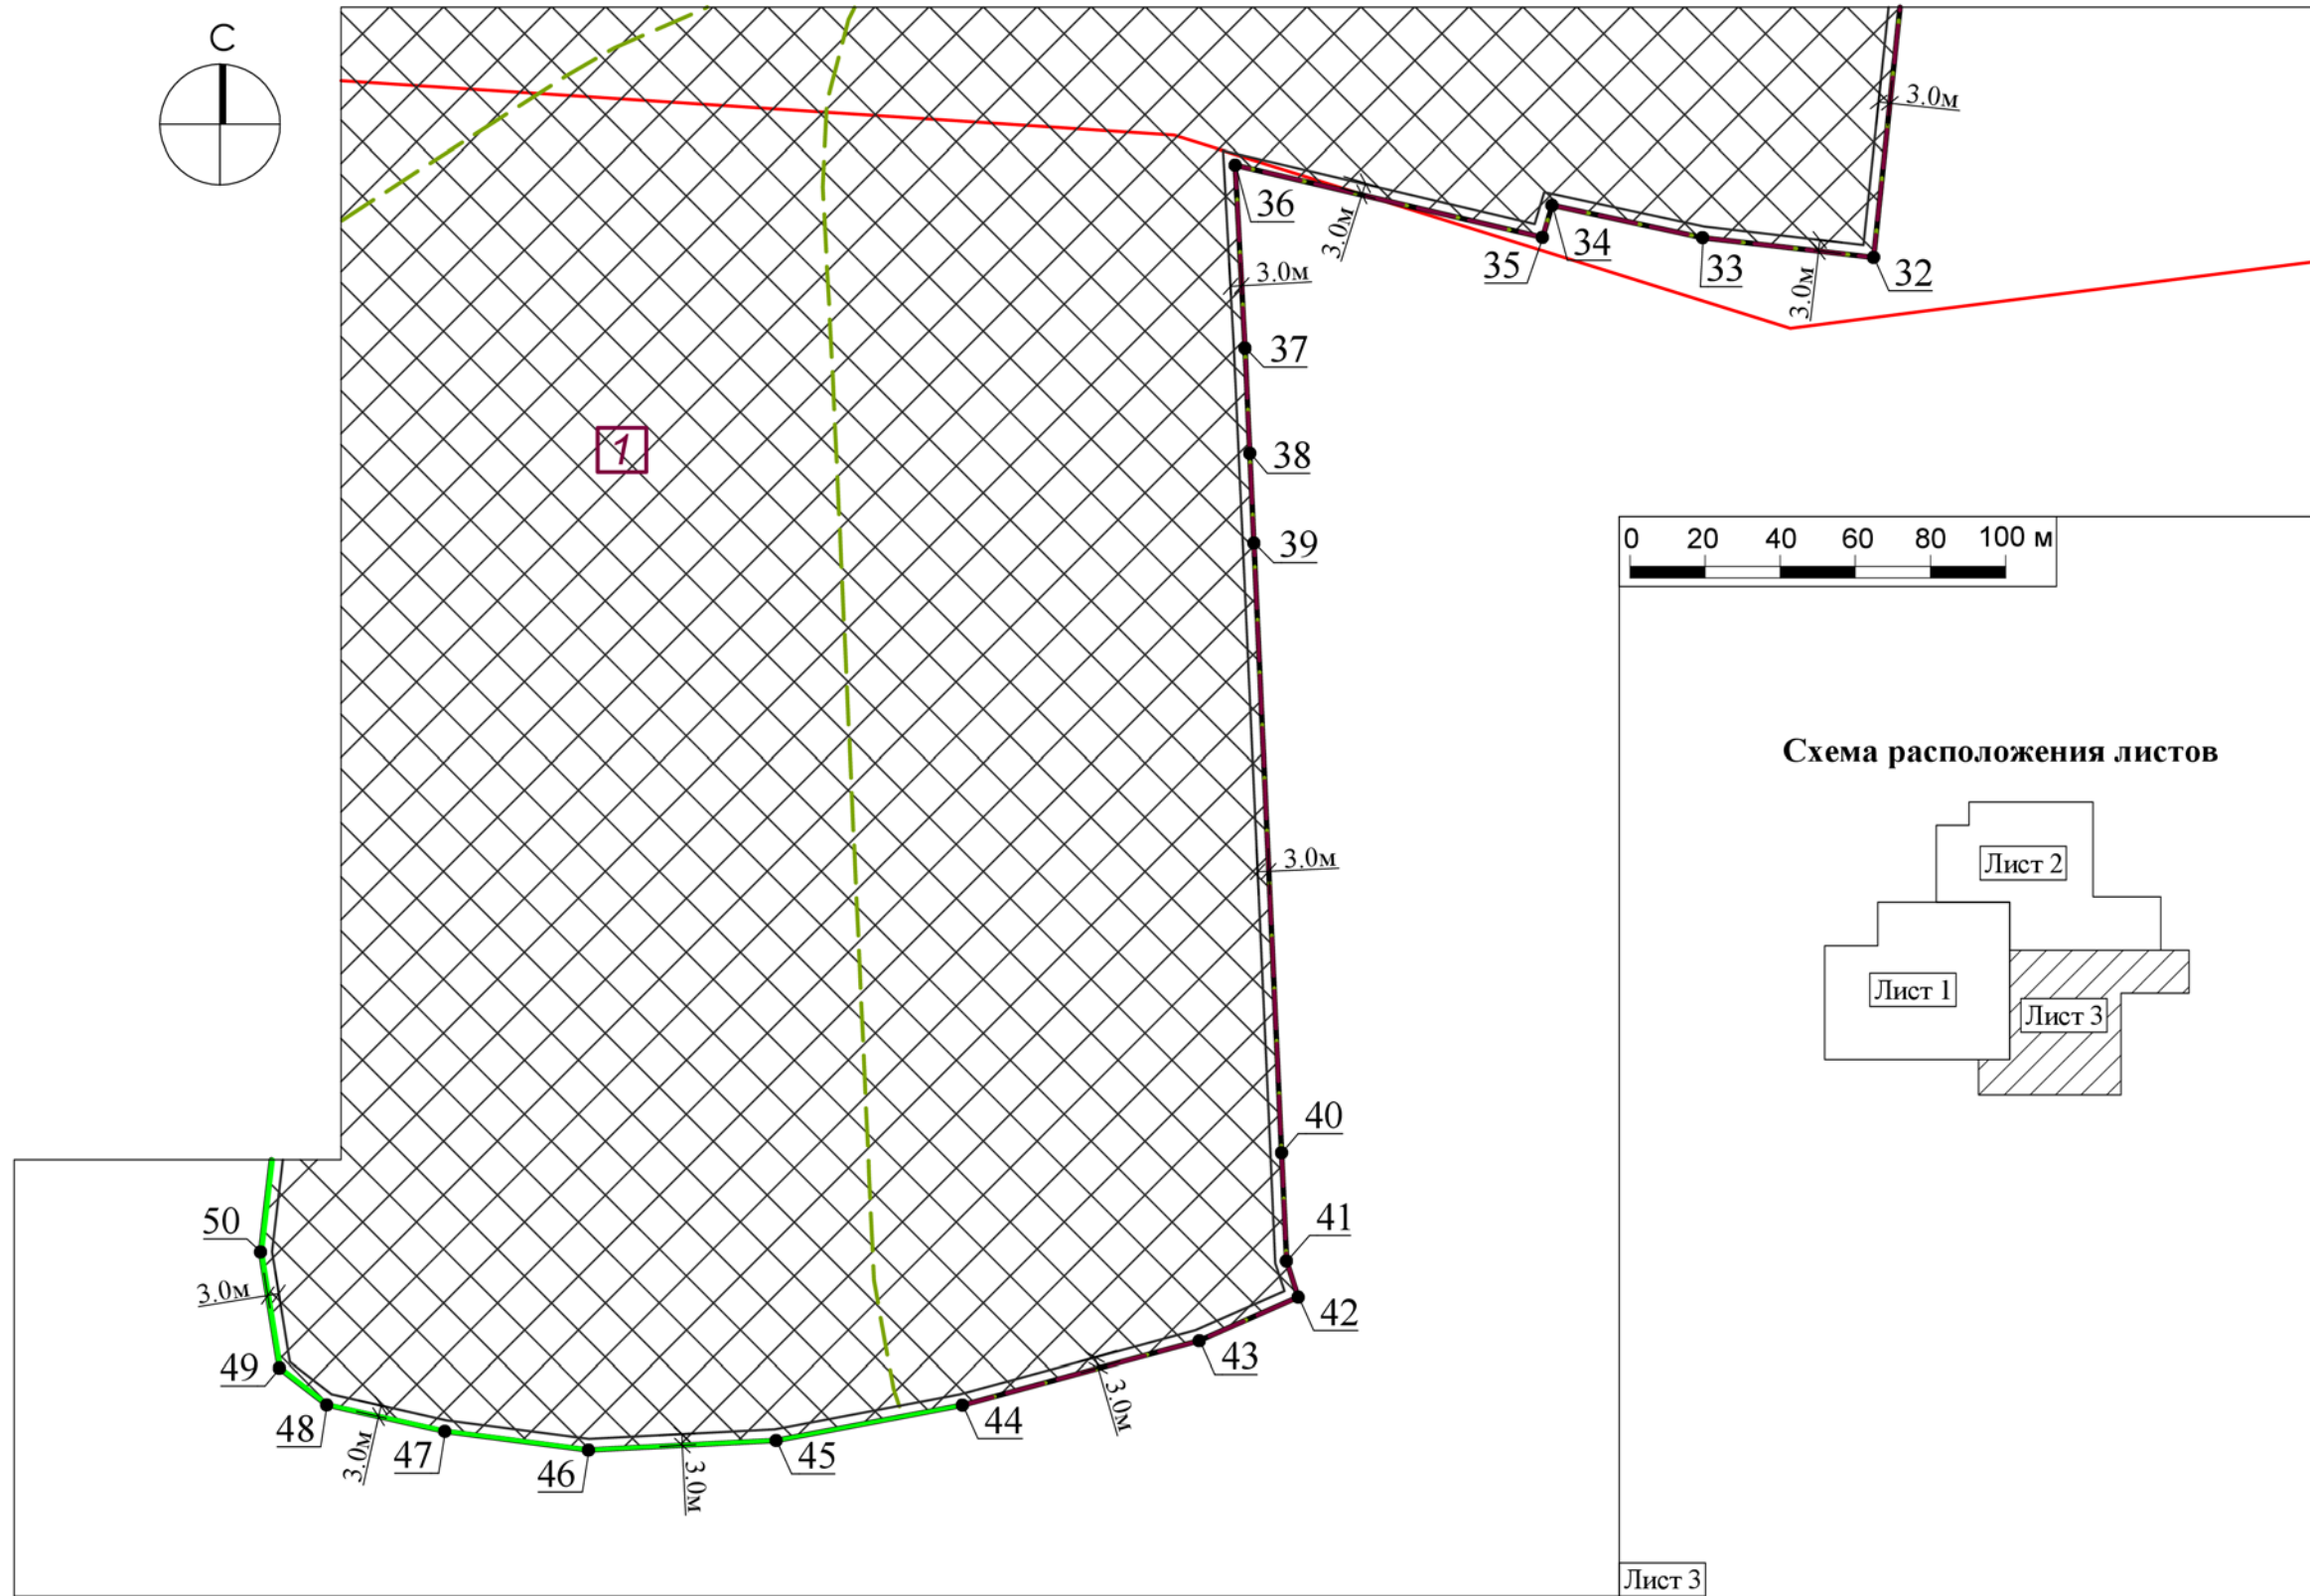 С
3.0м
36
3.0м
34
35
33
3.0м
32
3.0м
37
1
38
39
0 20 40 60 80 100 м
Схема расположения листов
Лист 2
3.0м
Лист 1
Лист 3
40
50
41
3.0м
42
49
43
3.0м
48
44
3.0м
47
45
46
3.0м
Лист 3